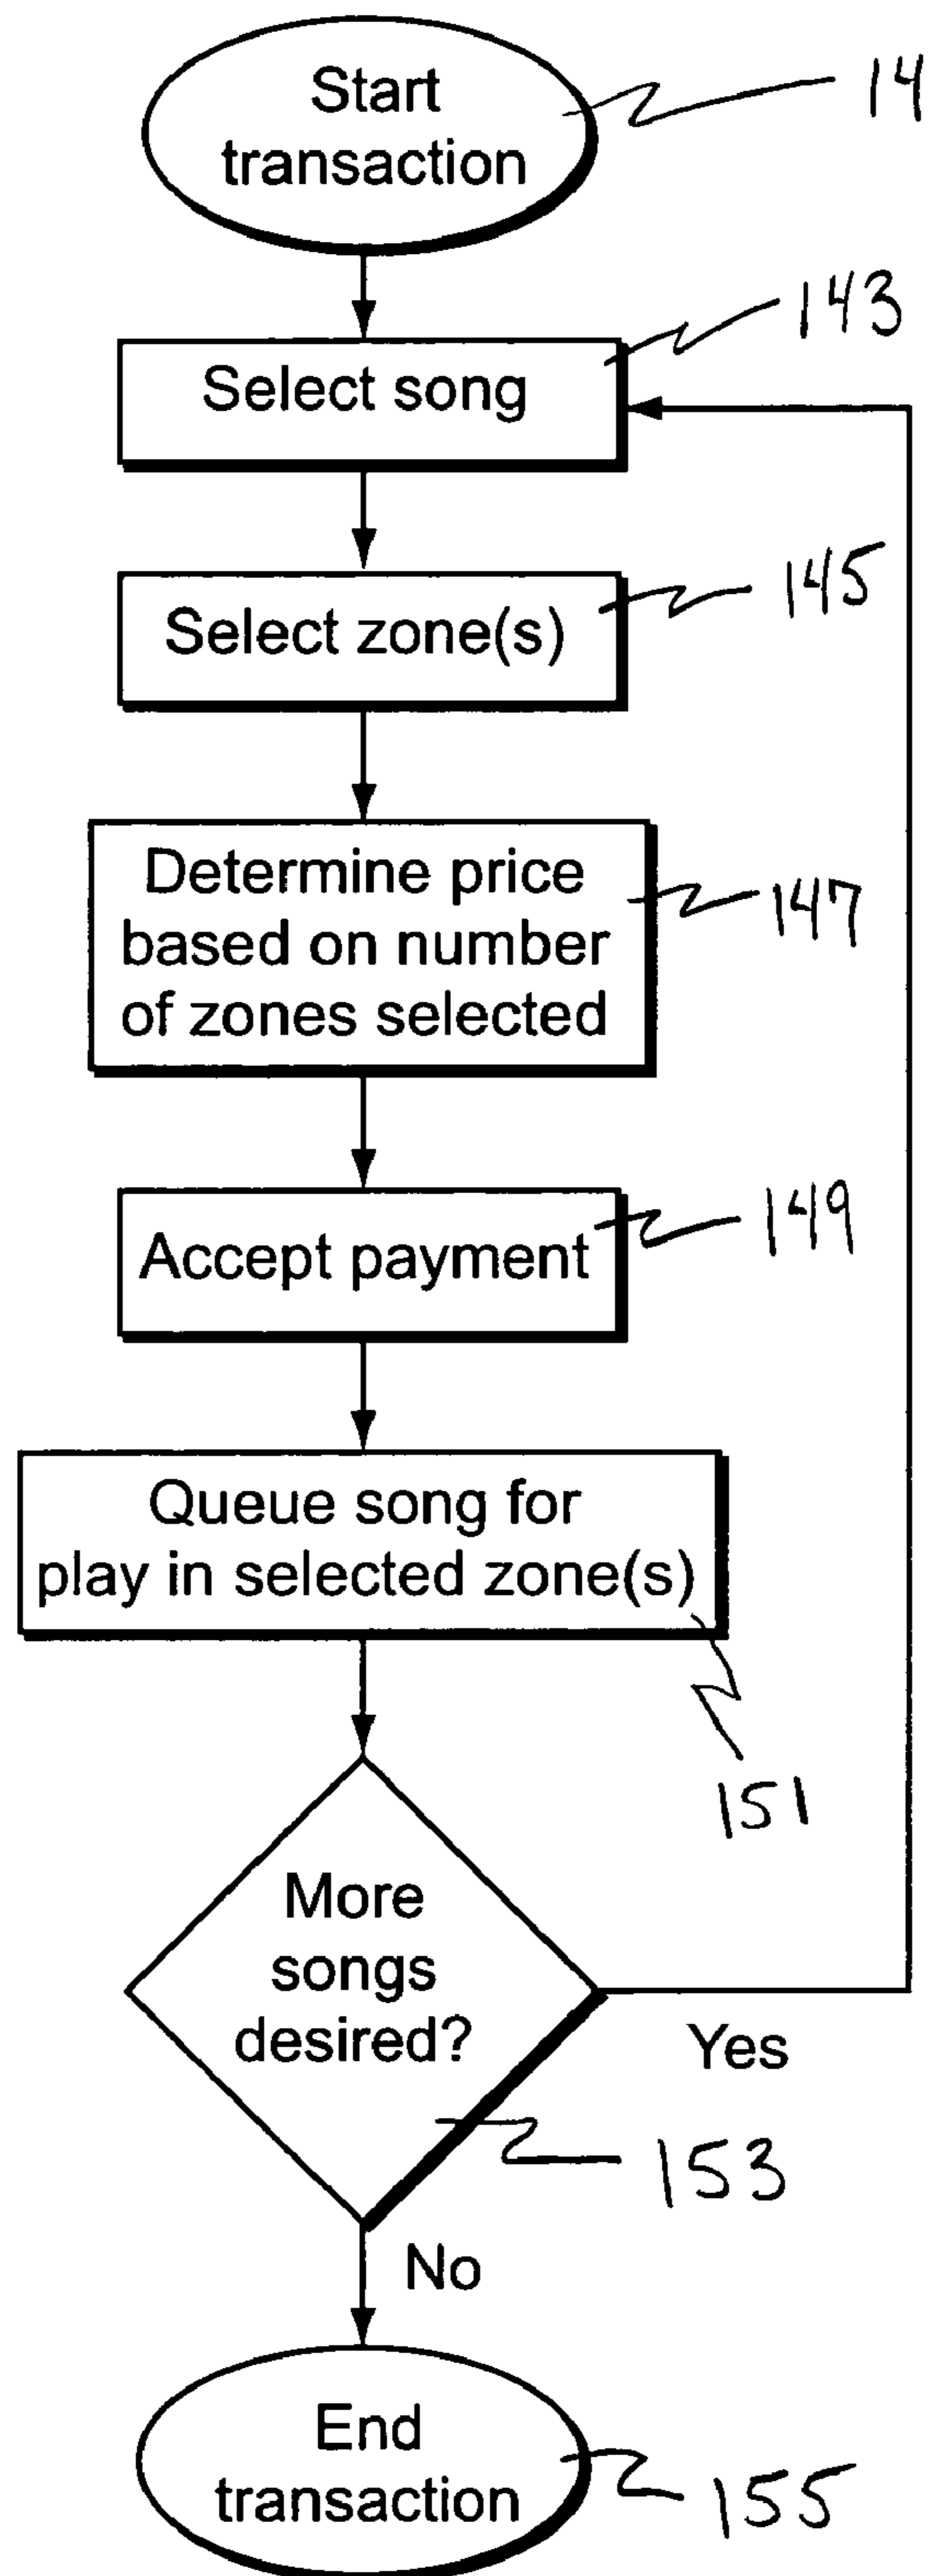 Start
transaction
14
143
Select song
145
Select zone(s)
Determine price
based on number
of zones selected
147
149
Accept payment
Queue song for
play in selected zone(s)
151
More
songs
desired?
Yes
153
No
End
transaction
155